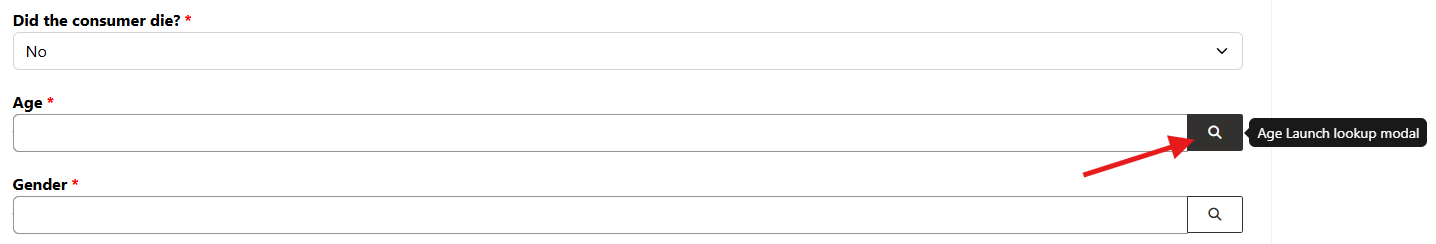 Did the consumer die? *
No
Age *
Age Launch lookup modal
Gender *